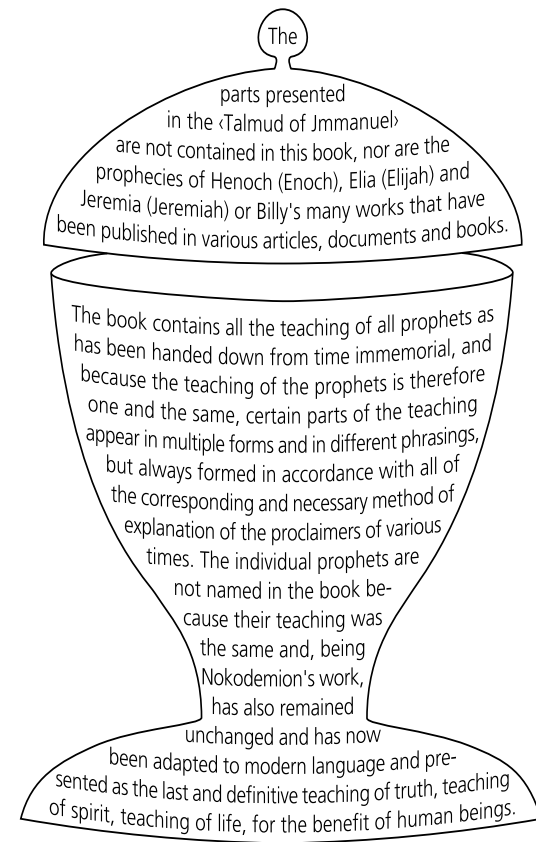 The
parts presented
in the ‹Talmud of Jmmanuel›
are not contained in this book, nor are the
prophecies of Henoch (Enoch), Elia (Elijah) and
Jeremia (Jeremiah) or Billy's many works that have
been published in various articles, documents and books.
The book contains all the teaching of all prophets as
has been handed down from time immemorial, and
because the teaching of the prophets is therefore
one and the same, certain parts of the teaching
appear in multiple forms and in different phrasings,
but always formed in accordance with all of
the corresponding and necessary method of
explanation of the proclaimers of various
times. The individual prophets are
not named in the book be-
cause their teaching was
the same and, being
Nokodemion's work,
has also remained
unchanged and has now
been adapted to modern language and pre-
sented as the last and definitive teaching of truth, teaching
of spirit, teaching of life, for the benefit of human beings.